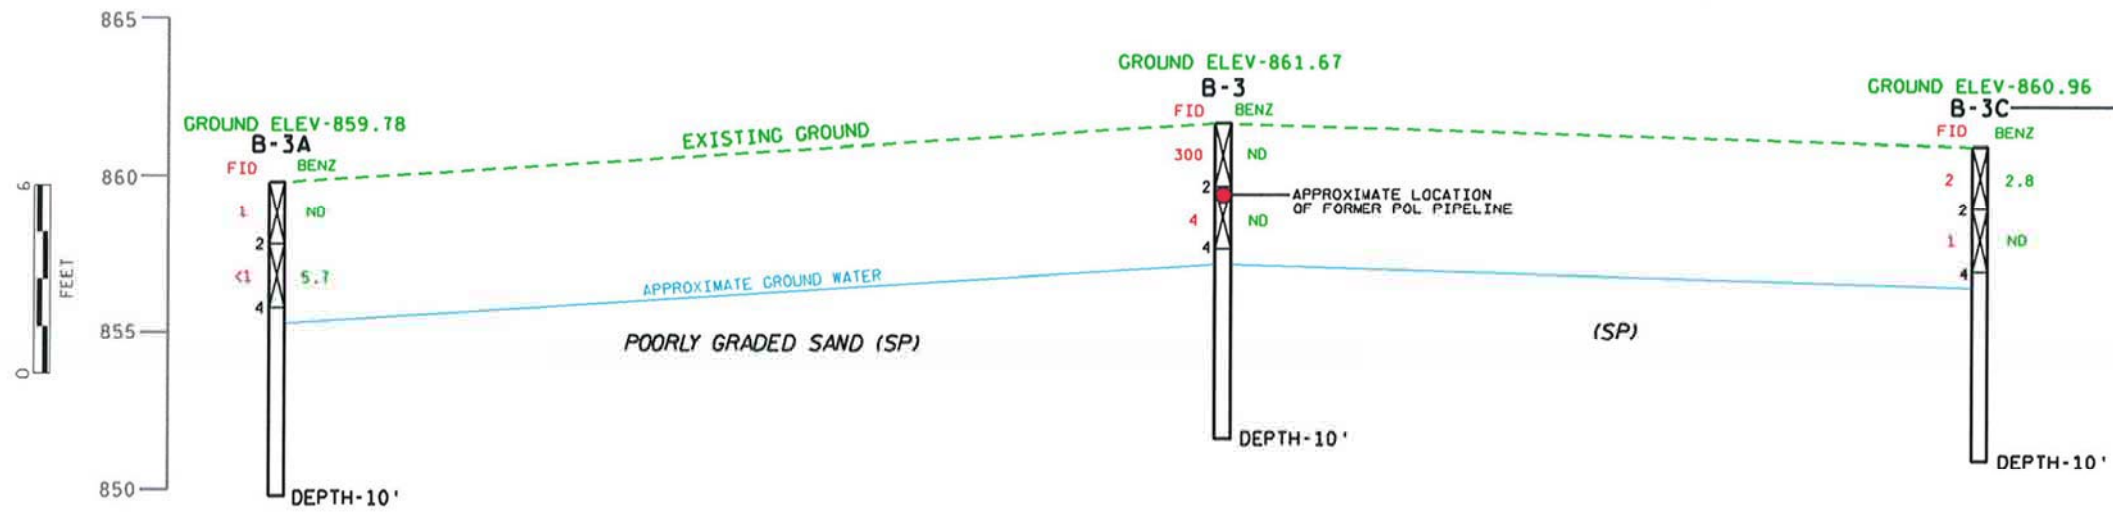 865
860
855
850
6
0
FEET
GROUND ELEV-859.78
B-3A
FID BENZ
1 ND
2
<1 5.7
4
DEPTH-10'
EXISTING GROUND
APPROXIMATE GROUND WATER
POORLY GRADED SAND (SP)
GROUND ELEV-861.67
B-3
FID BENZ
300 ND
2
APPROXIMATE LOCATION
OF FORMER POL PIPELINE
4 ND
4
DEPTH-10'
(SP)
GROUND ELEV-860.96
B-3C
FID BENZ
2 2.8
2
1 ND
4
DEPTH-10'